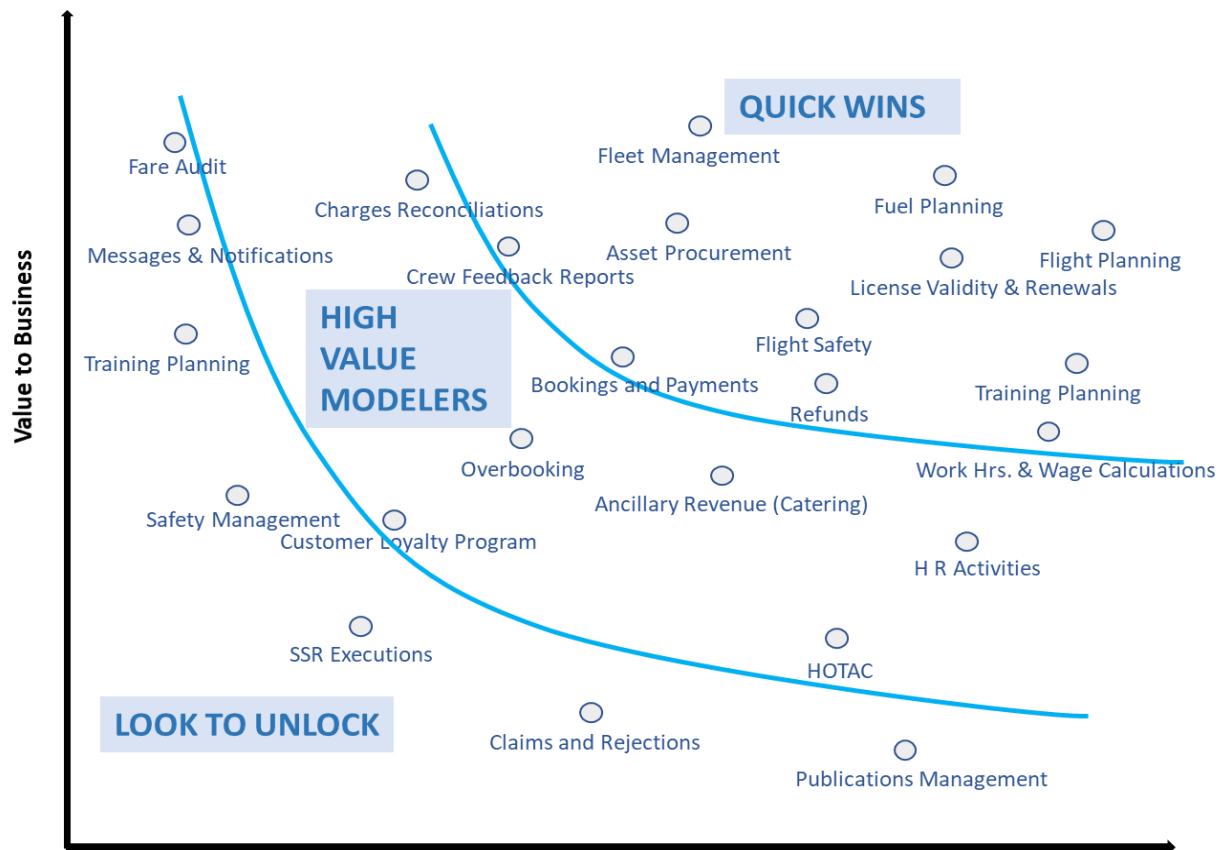 QUICK WINS
Fleet Management
Fare Audit
Fuel Planning
Charges Reconciliations
Messages & Notifications
Asset Procurement
Flight Planning
Crew Feedback Reports
License Validity & Renewals
HIGH
VALUE
MODELERS
Flight Safety
Training Planning
Bookings and Payments
Training Planning
Refunds
Value to Business
Overbooking
Work Hrs. & Wage Calculations
Ancillary Revenue (Catering)
Safety Management
Customer Loyalty Program
H R Activities
SSR Executions
HOTAC
LOOK TO UNLOCK
Claims and Rejections
Publications Management